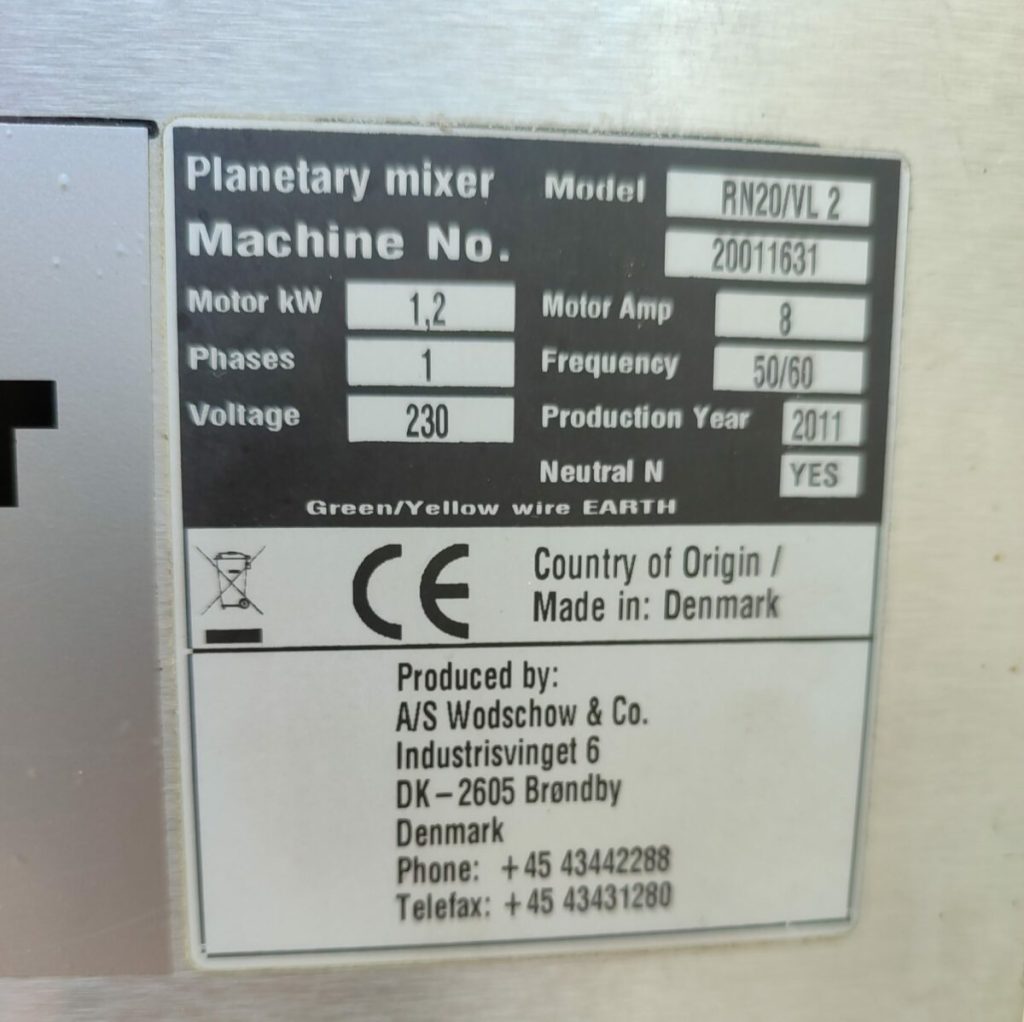 Planetary mixer Model RN20/VL 2
Machine No. 20011631
Motor kW 1,2 Motor Amp 8
Phases 1 Frequency 50/60
Voltage 230 Production Year 2011
Neutral N YES
Green/Yellow wire EARTH
CE Country of Origin /
Made in: Denmark
Produced by:
A/S Wodschow & Co.
Industrisvinget 6
DK – 2605 Brøndby
Denmark
Phone: +45 43442288
Telefax: +45 43431280